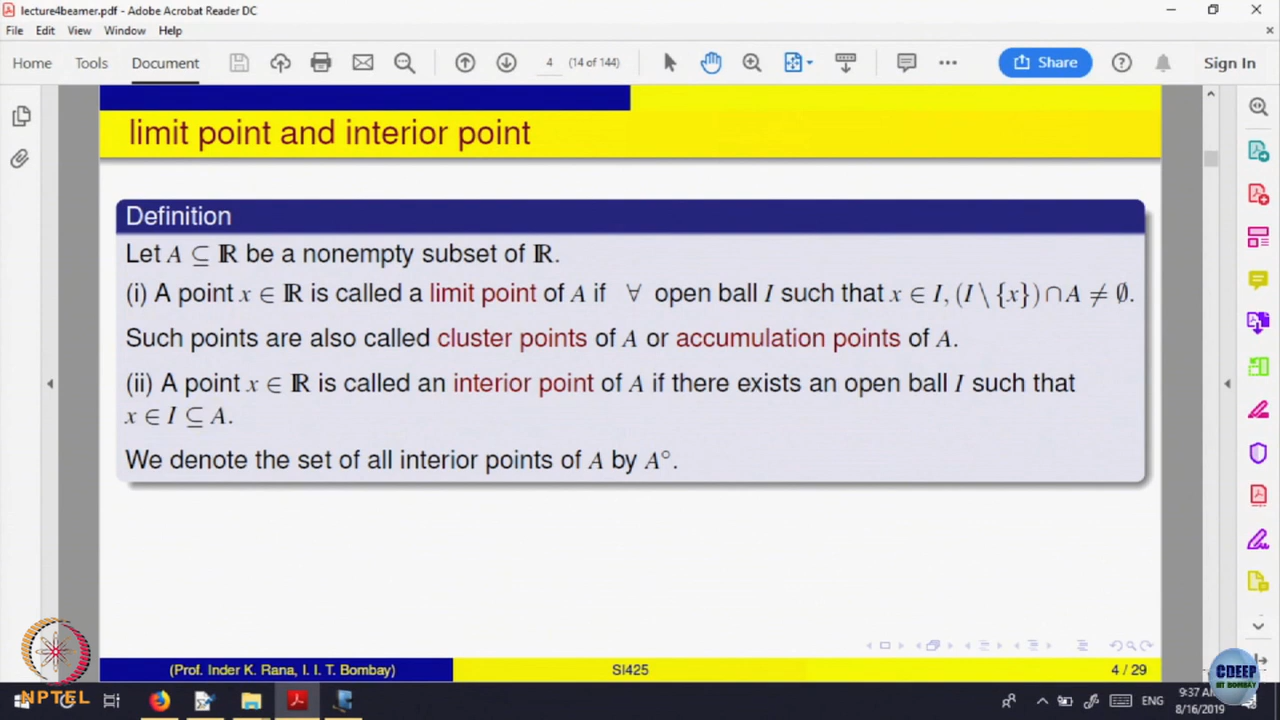 lecture4beamer.pdf - Adobe Acrobat Reader DC
File Edit View Window Help
Home Tools Document 4 (14 of 144) Share Sign In
limit point and interior point
Definition
Let A ⊆ ℝ be a nonempty subset of ℝ.
(i) A point x ∈ ℝ is called a limit point of A if ∀ open ball I such that x ∈ I, (I \ {x}) ∩ A ≠ ∅.
Such points are also called cluster points of A or accumulation points of A.
(ii) A point x ∈ ℝ is called an interior point of A if there exists an open ball I such that
x ∈ I ⊆ A.
We denote the set of all interior points of A by A°.
(Prof. Inder K. Rana, I. I. T. Bombay) SI425 4 / 29
NPTEL
CDEEP
IIT BOMBAY
ENG
9:37
8/16/2019